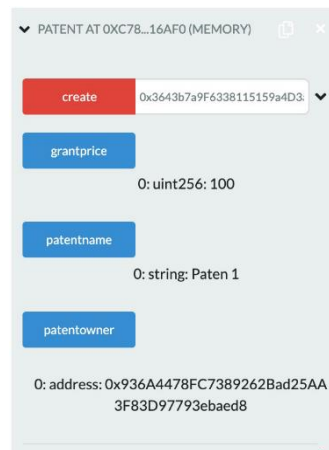 PATENT AT 0XC78...16AF0 (MEMORY)
create 0x3643b7a9F6338115159a4D3
grantprice
0: uint256: 100
patentname
0: string: Paten 1
patentowner
0: address: 0x936A4478FC7389262Bad25AA
3F83D97793ebaed8